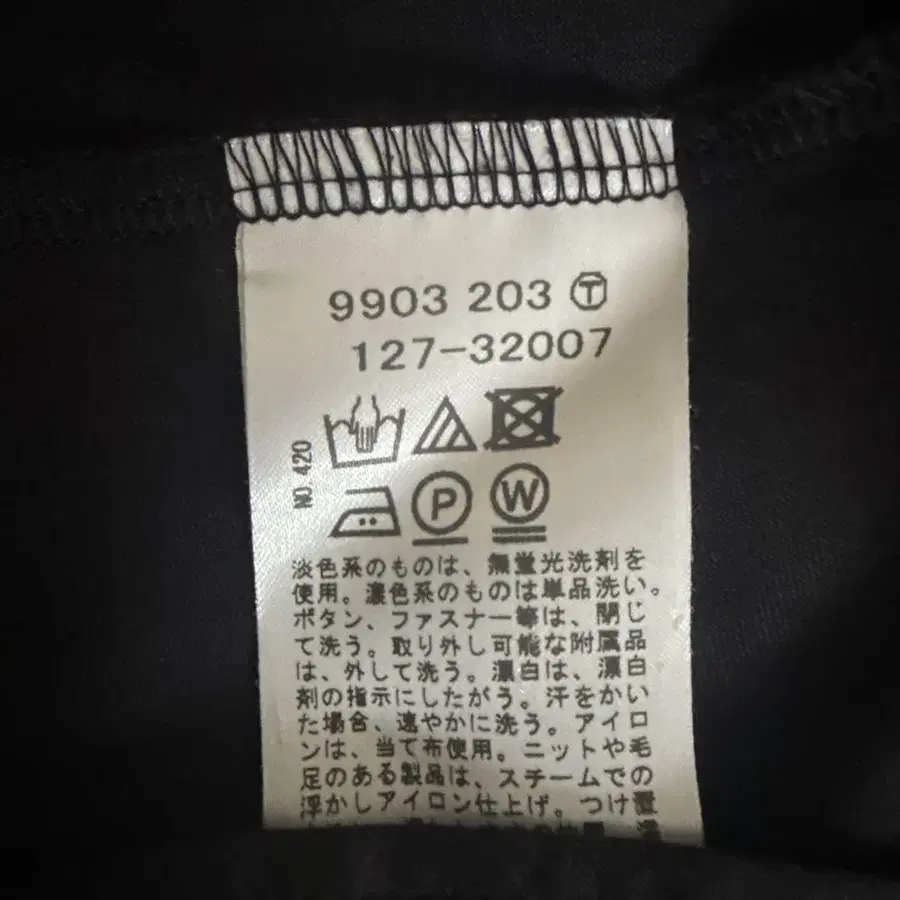 9903 203 Ⓣ
127-32007
NO.420
P W
淡色系のものは、無蛍光洗剤を
使用。濃色系のものは単品洗い。
ボタン、ファスナー等は、閉じ
て洗う。取り外し可能な附属品
は、外して洗う。漂白は、漂白
剤の指示にしたがう。汗をかい
た場合、速やかに洗う。アイロ
ンは、当て布使用。ニットや毛
足のある製品は、スチームでの
浮かしアイロン仕上げ。つけ置